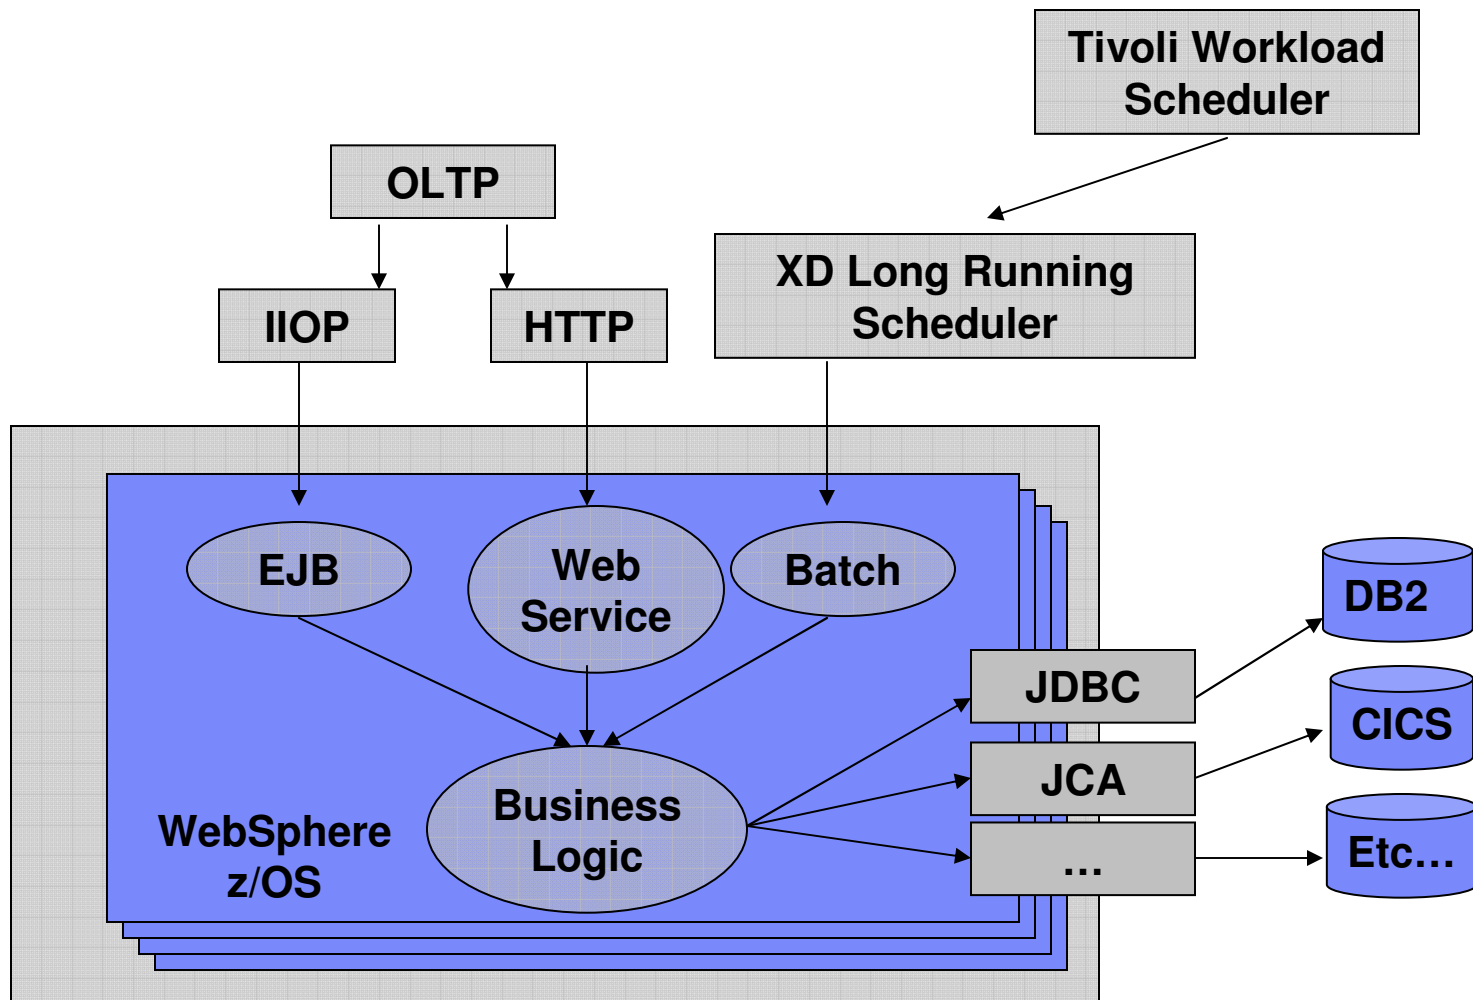 Tivoli Workload
Scheduler
OLTP
XD Long Running
Scheduler
IIOP
HTTP
EJB
Web
Service
Batch
DB2
JDBC
CICS
JCA
Business
Logic
WebSphere
z/OS
...
Etc...